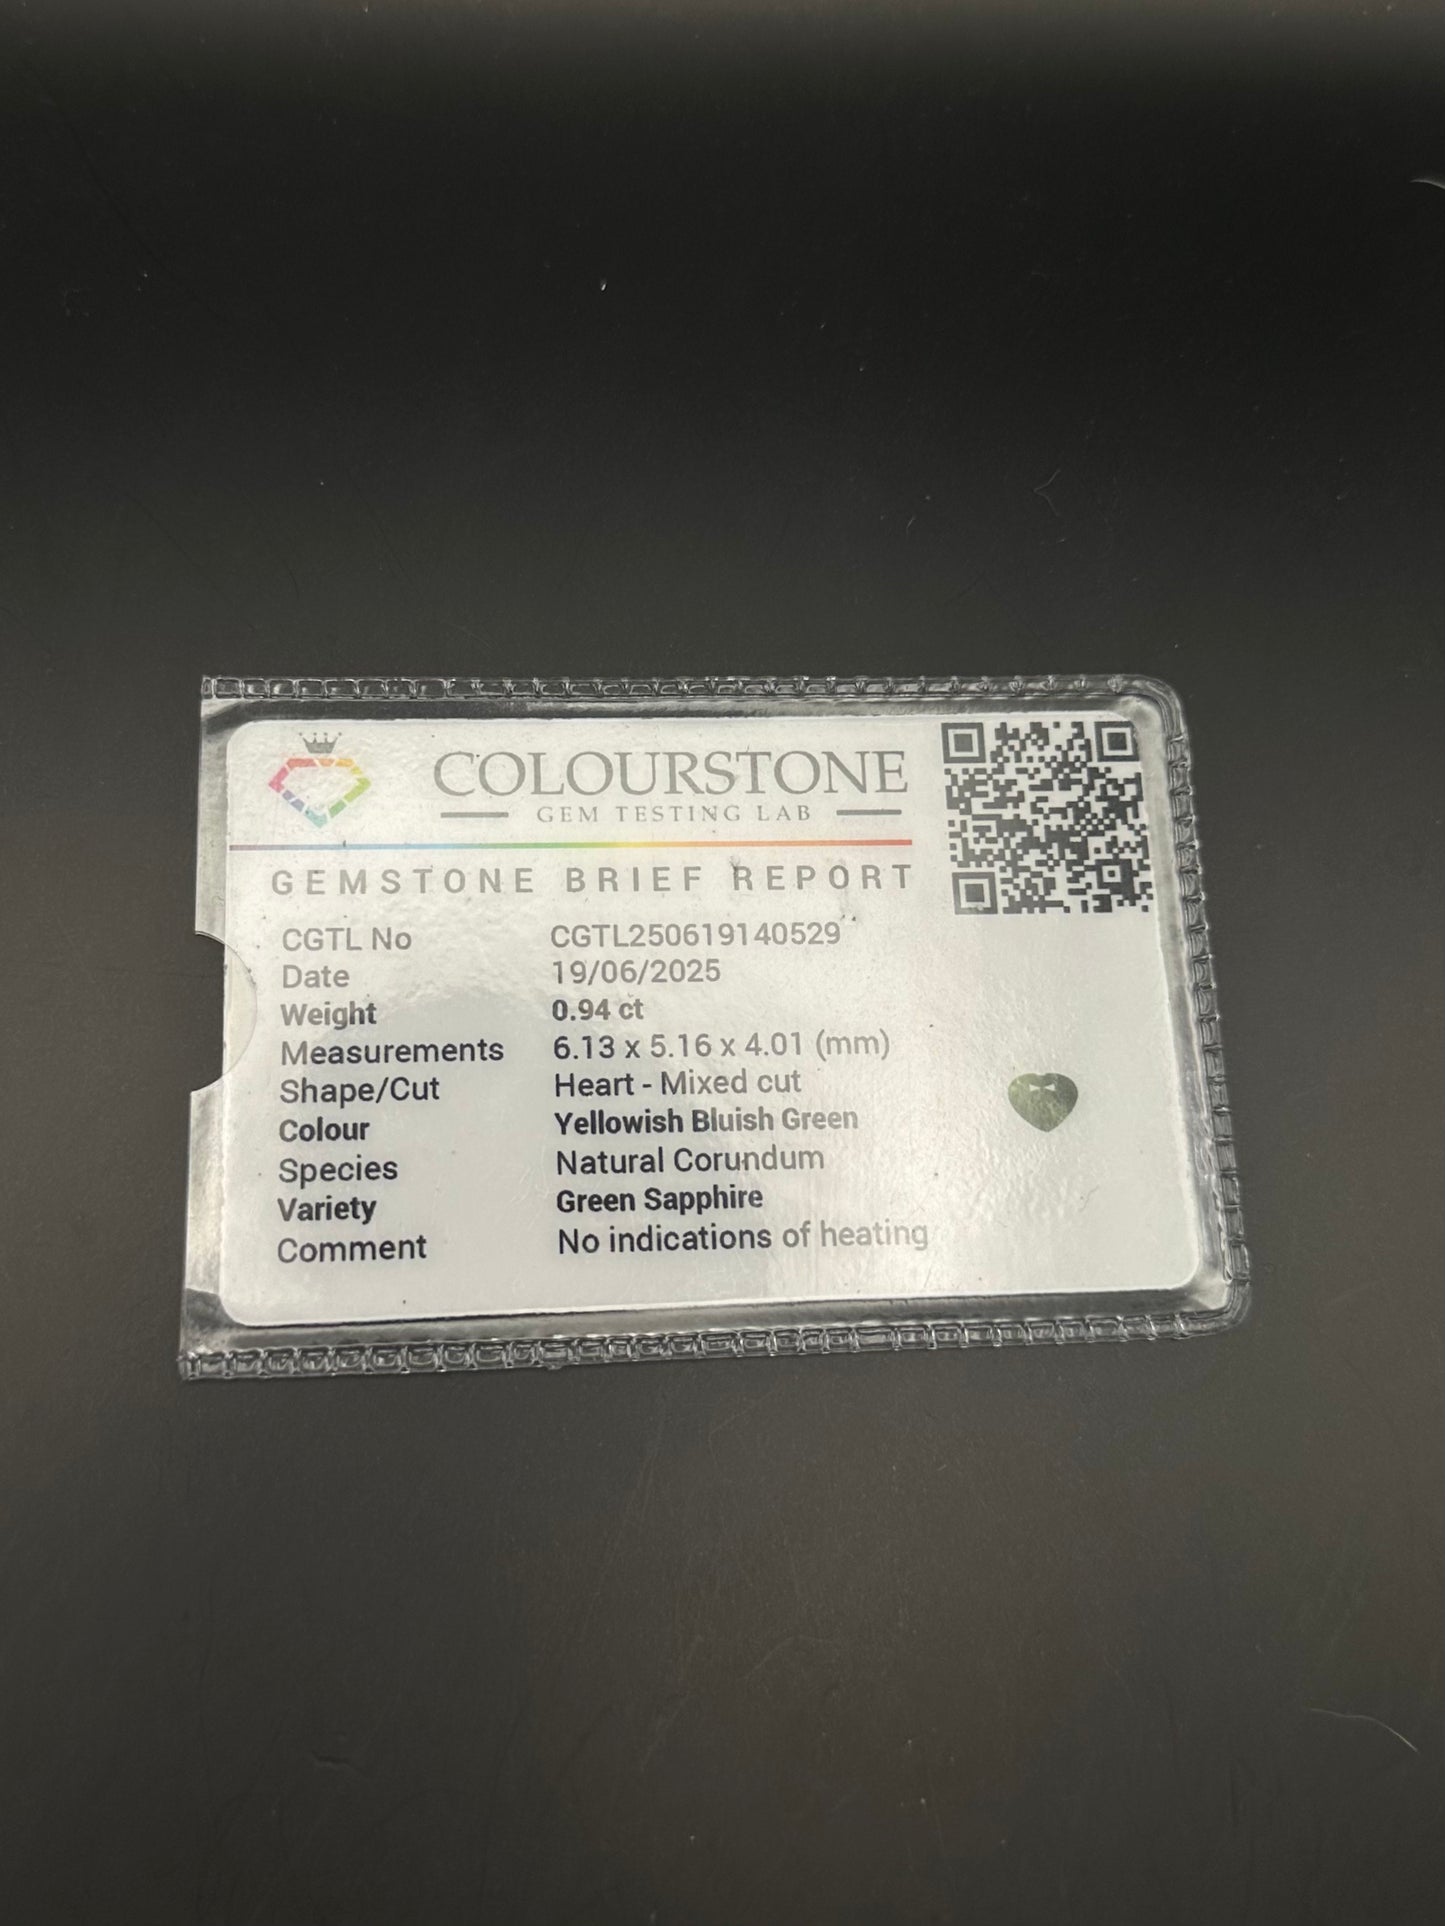 COLOURSTONE
GEM TESTING LAB
GEMSTONE BRIEF REPORT
CGTL No CGTL250619140529
Date 19/06/2025
Weight 0.94 ct
Measurements 6.13 x 5.16 x 4.01 (mm)
Shape/Cut Heart - Mixed cut
Colour Yellowish Bluish Green
Species Natural Corundum
Variety Green Sapphire
Comment No indications of heating